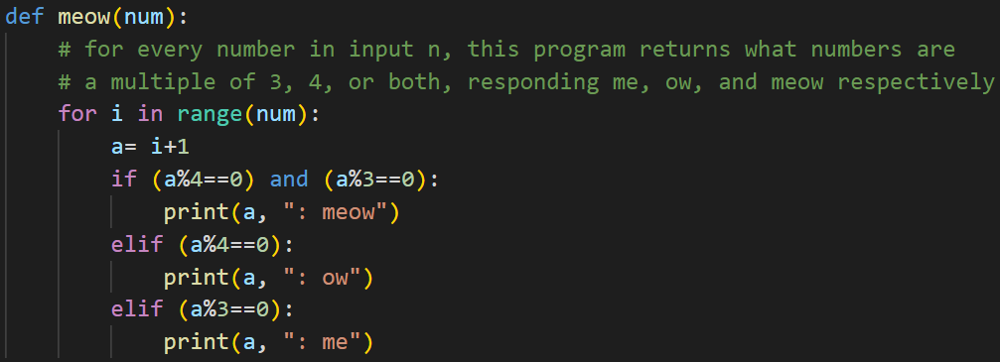 def meow(num):
    # for every number in input n, this program returns what numbers are
    # a multiple of 3, 4, or both, responding me, ow, and meow respectively
    for i in range(num):
        a= i+1
        if (a%4==0) and (a%3==0):
            print(a, ": meow")
        elif (a%4==0):
            print(a, ": ow")
        elif (a%3==0):
            print(a, ": me")